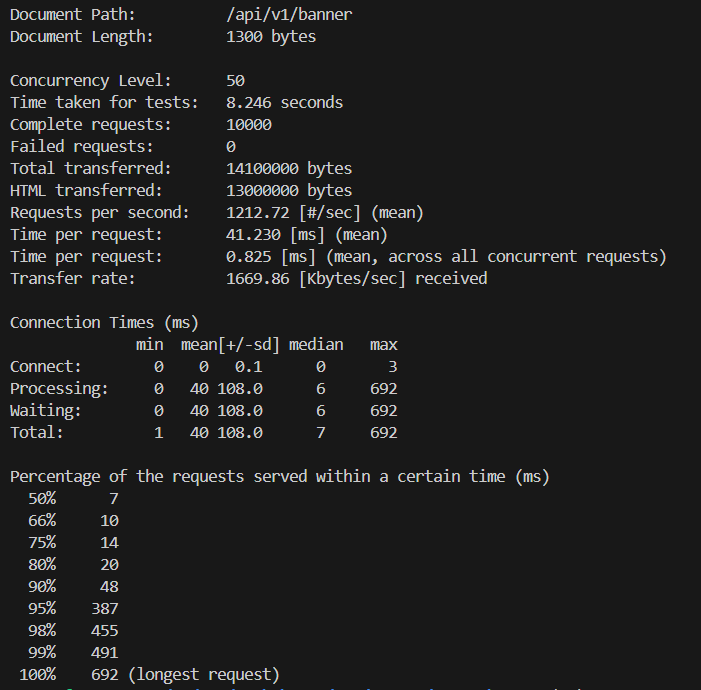 Document Path:          /api/v1/banner
Document Length:        1300 bytes

Concurrency Level:      50
Time taken for tests:   8.246 seconds
Complete requests:      10000
Failed requests:        0
Total transferred:      14100000 bytes
HTML transferred:       13000000 bytes
Requests per second:    1212.72 [#/sec] (mean)
Time per request:       41.230 [ms] (mean)
Time per request:       0.825 [ms] (mean, across all concurrent requests)
Transfer rate:          1669.86 [Kbytes/sec] received

Connection Times (ms)
              min  mean[+/-sd] median   max
Connect:        0    0   0.1      0       3
Processing:     0   40 108.0      6     692
Waiting:        0   40 108.0      6     692
Total:          1   40 108.0      7     692

Percentage of the requests served within a certain time (ms)
  50%      7
  66%     10
  75%     14
  80%     20
  90%     48
  95%    387
  98%    455
  99%    491
 100%    692 (longest request)